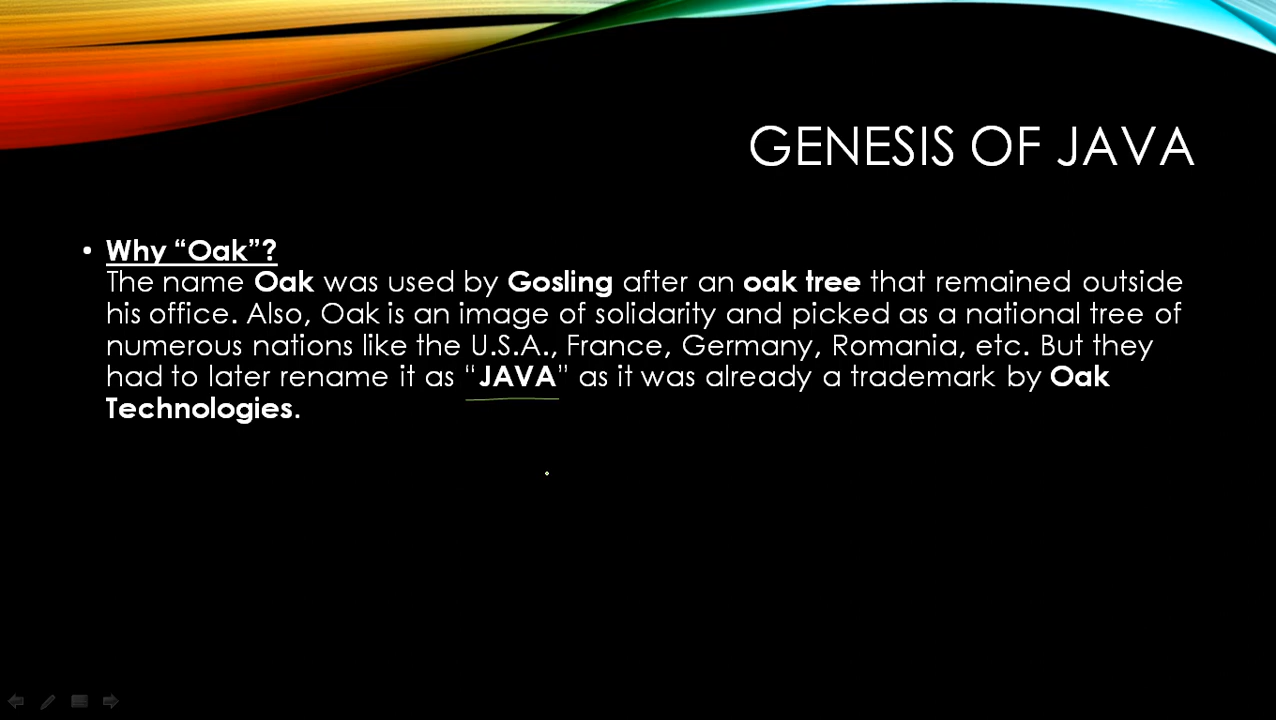 GENESIS OF JAVA
• Why “Oak”?
The name Oak was used by Gosling after an oak tree that remained outside
his office. Also, Oak is an image of solidarity and picked as a national tree of
numerous nations like the U.S.A., France, Germany, Romania, etc. But they
had to later rename it as “JAVA” as it was already a trademark by Oak
Technologies.